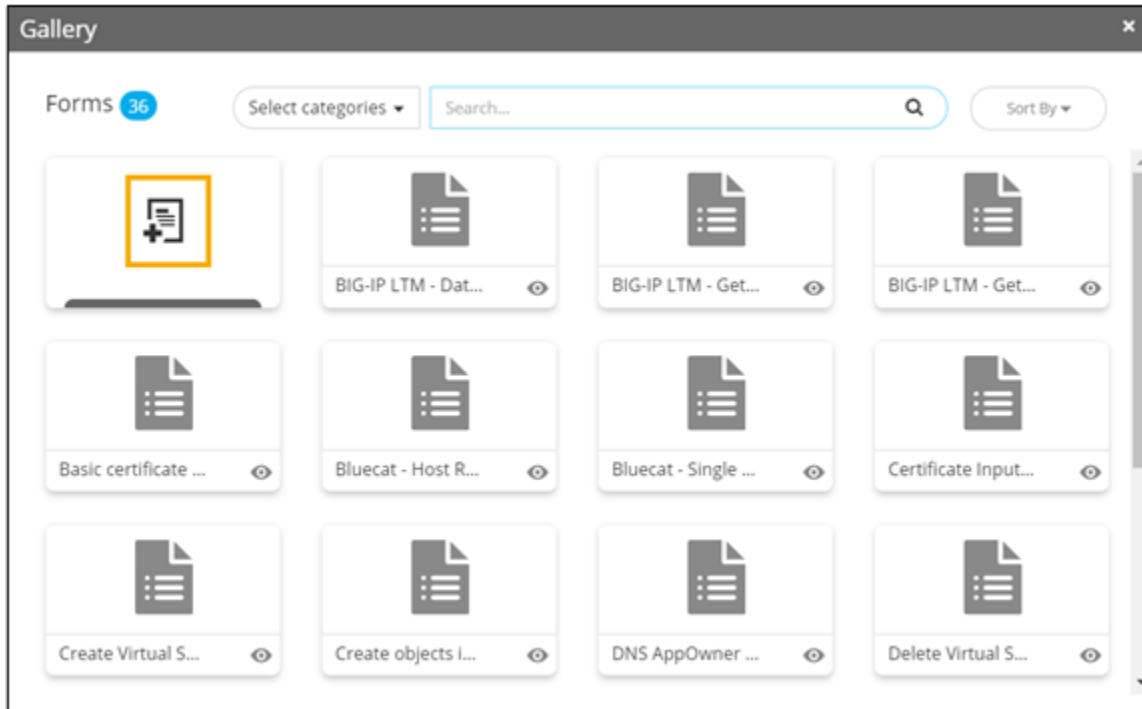 Gallery
Forms 36
Select categories
Search...
Sort By
BIG-IP LTM - Dat...
BIG-IP LTM - Get...
BIG-IP LTM - Get...
Basic certificate ...
Bluecat - Host R...
Bluecat - Single ...
Certificate Input...
Create Virtual S...
Create objects i...
DNS AppOwner ...
Delete Virtual S...